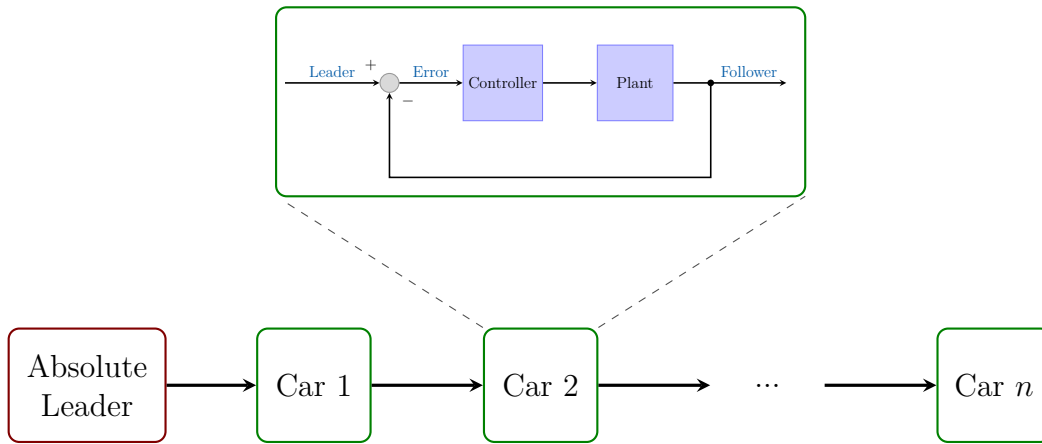 Leader
+
−
Error
Controller
Plant
Follower
Absolute
Leader
Car 1
Car 2
...
Car n